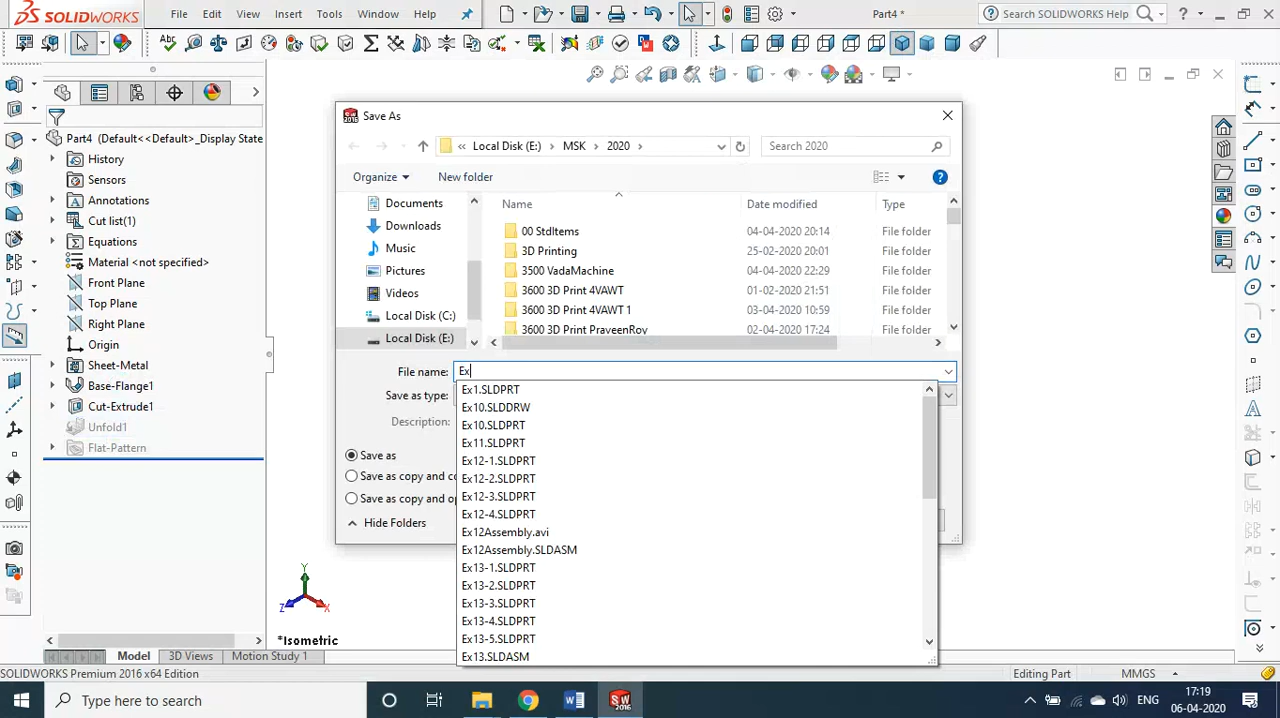 SOLIDWORKS File Edit View Insert Tools Window Help Part4 * Search SOLIDWORKS Help
Part4 (Default<<Default>_Display State
History
Sensors
Annotations
Cut list(1)
Equations
Material <not specified>
Front Plane
Top Plane
Right Plane
Origin
Sheet-Metal
Base-Flange1
Cut-Extrude1
Unfold1
Flat-Pattern
Save As
« Local Disk (E:) > MSK > 2020 > Search 2020
Organize New folder
Documents
Downloads
Music
Pictures
Videos
Local Disk (C:)
Local Disk (E:)
Name Date modified Type
00 StdItems 04-04-2020 20:14 File folder
3D Printing 25-02-2020 20:01 File folder
3500 VadaMachine 04-04-2020 22:29 File folder
3600 3D Print 4VAWT 01-02-2020 21:51 File folder
3600 3D Print 4VAWT 1 03-04-2020 10:59 File folder
3600 3D Print PraveenRoy 02-04-2020 17:24 File folder
File name: Ex
Save as type:
Description:
Save as
Save as copy and co
Save as copy and op
Hide Folders
Ex1.SLDPRT
Ex10.SLDDRW
Ex10.SLDPRT
Ex11.SLDPRT
Ex12-1.SLDPRT
Ex12-2.SLDPRT
Ex12-3.SLDPRT
Ex12-4.SLDPRT
Ex12Assembly.avi
Ex12Assembly.SLDASM
Ex13-1.SLDPRT
Ex13-2.SLDPRT
Ex13-3.SLDPRT
Ex13-4.SLDPRT
Ex13-5.SLDPRT
Ex13.SLDASM
Y
Z X
*Isometric
Model 3D Views Motion Study 1
SOLIDWORKS Premium 2016 x64 Edition Editing Part MMGS
Type here to search
ENG 17:19
06-04-2020